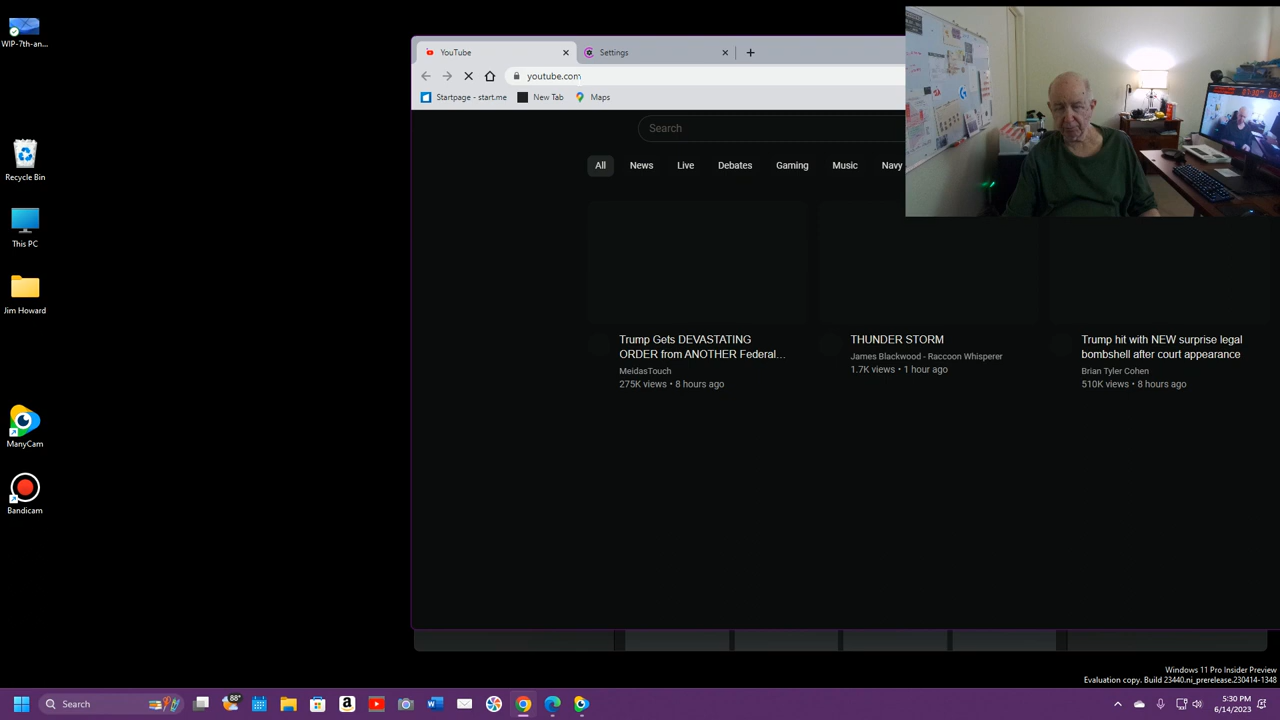 WIP-7th-an...
Recycle Bin
This PC
Jim Howard
ManyCam
Bandicam
YouTube
Settings
youtube.com
Startpage - start.me
New Tab
Maps
Search
All
News
Live
Debates
Gaming
Music
Navy
Trump Gets DEVASTATING
ORDER from ANOTHER Federal...
MeidasTouch
275K views • 8 hours ago
THUNDER STORM
James Blackwood - Raccoon Whisperer
1.7K views • 1 hour ago
Trump hit with NEW surprise legal
bombshell after court appearance
Brian Tyler Cohen
510K views • 8 hours ago
Windows 11 Pro Insider Preview
Evaluation copy. Build 23440.ni_prerelease.230414-1348
Search
88°
5:30 PM
6/14/2023